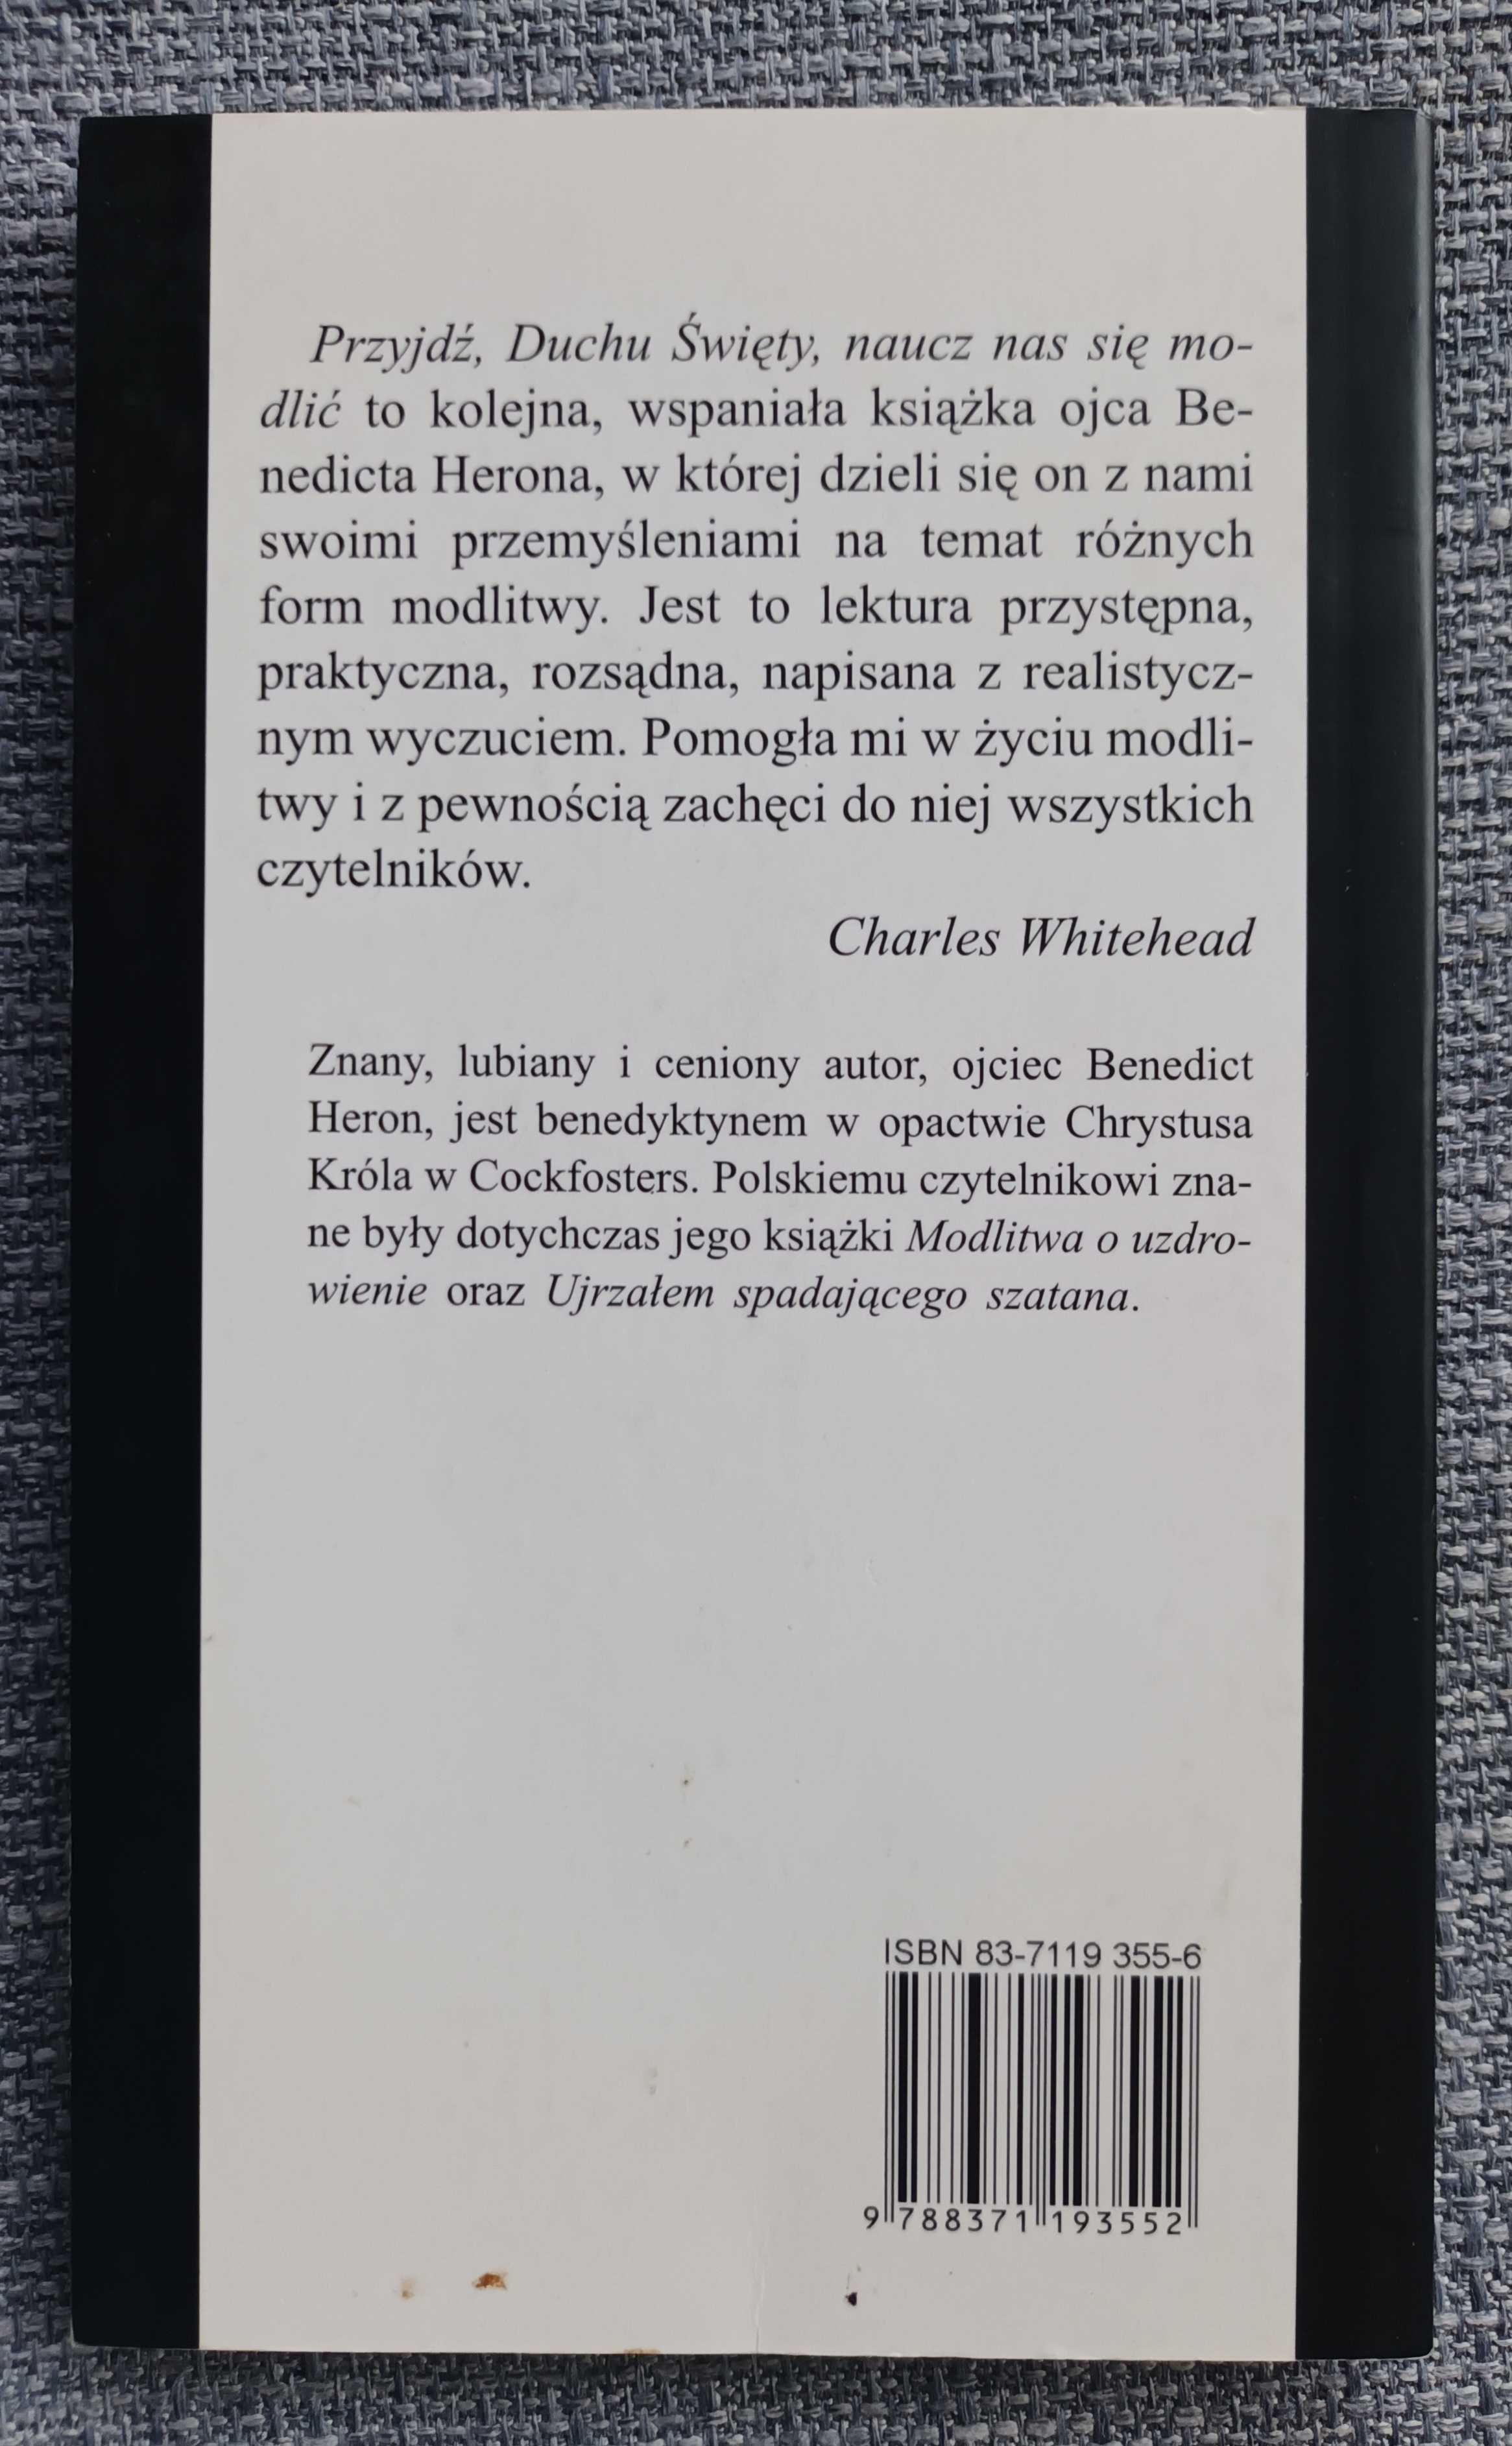 Przyjdź, Duchu Święty, naucz nas się mo-
dlić to kolejna, wspaniała książka ojca Be-
nedicta Herona, w której dzieli się on z nami
swoimi przemyśleniami na temat różnych
form modlitwy. Jest to lektura przystępna,
praktyczna, rozsądna, napisana z realistycz-
nym wyczuciem. Pomogła mi w życiu modli-
twy i z pewnością zachęci do niej wszystkich
czytelników.
Charles Whitehead
Znany, lubiany i ceniony autor, ojciec Benedict
Heron, jest benedyktynem w opactwie Chrystusa
Króla w Cockfosters. Polskiemu czytelnikowi zna-
ne były dotychczas jego książki Modlitwa o uzdro-
wienie oraz Ujrzałem spadającego szatana.
ISBN 83-7119 355-6
9 788371 193552